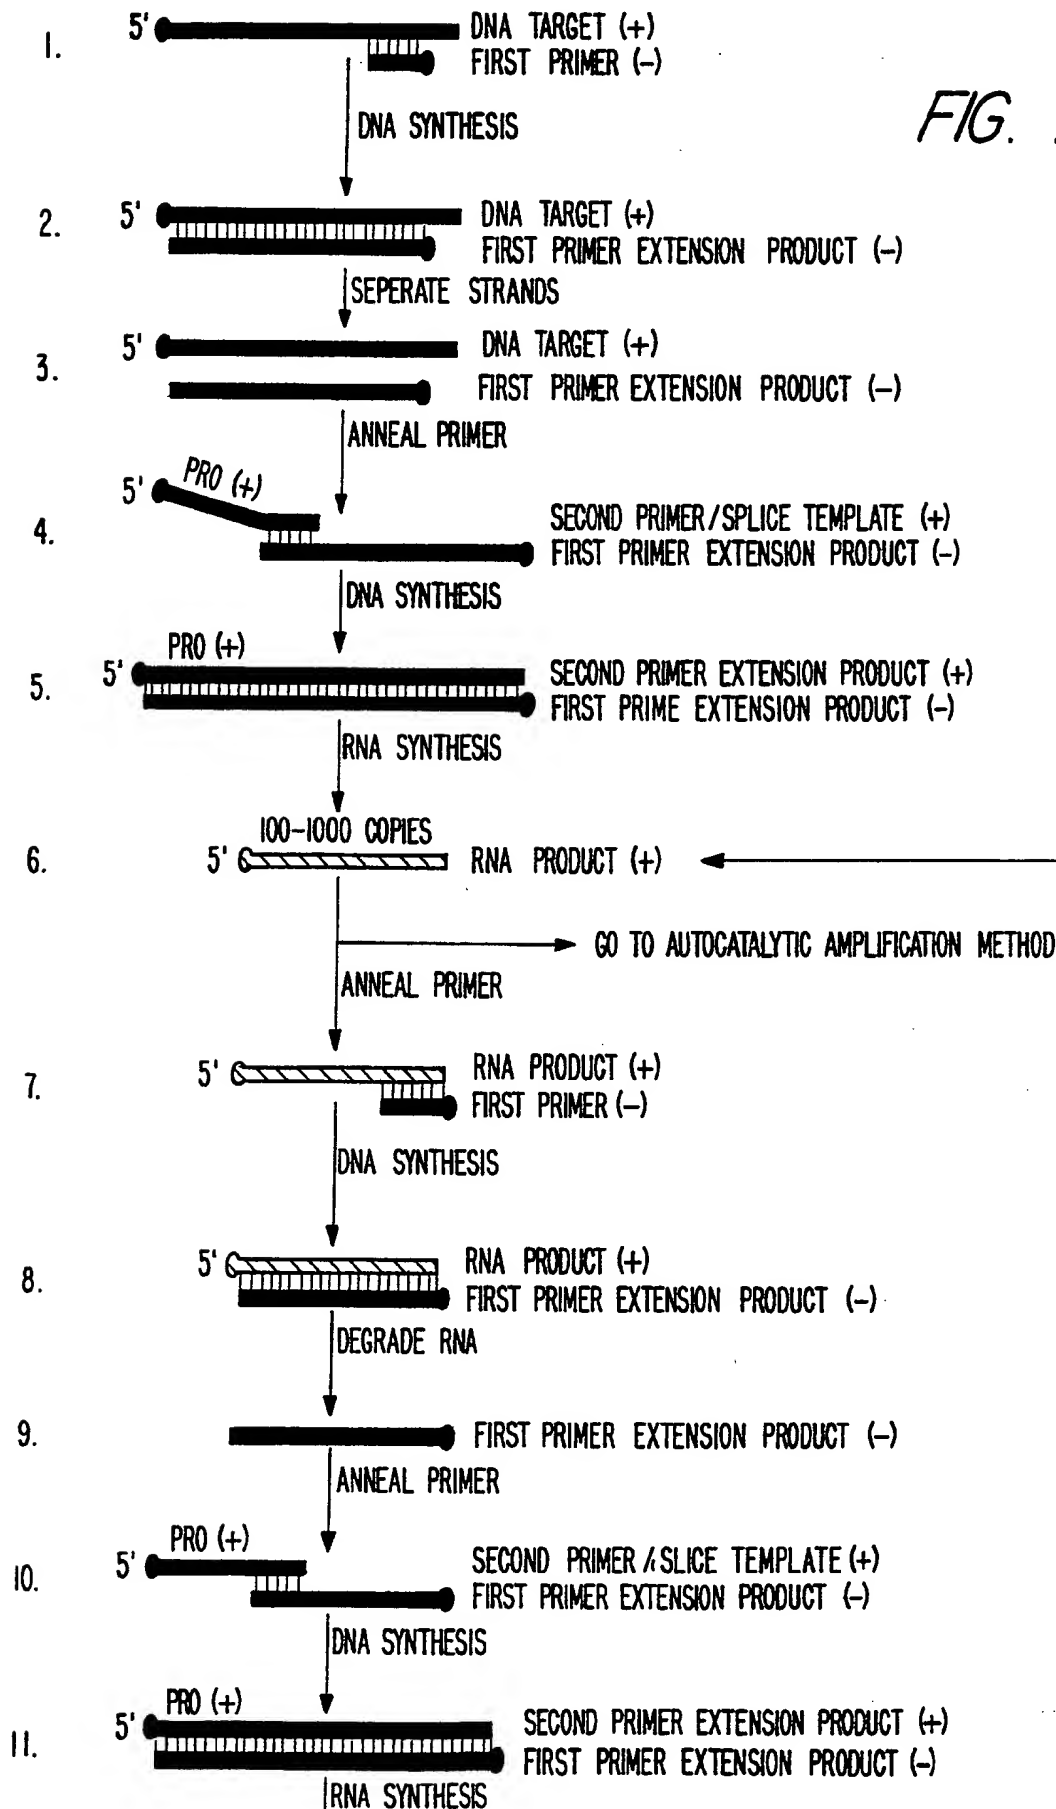 FIG.
1.
5' DNA TARGET (+)
FIRST PRIMER (-)
DNA SYNTHESIS
2.
5' DNA TARGET (+)
FIRST PRIMER EXTENSION PRODUCT (-)
SEPERATE STRANDS
3.
5' DNA TARGET (+)
FIRST PRIMER EXTENSION PRODUCT (-)
ANNEAL PRIMER
4.
5' PRO (+)
SECOND PRIMER/SPLICE TEMPLATE (+)
FIRST PRIMER EXTENSION PRODUCT (-)
DNA SYNTHESIS
PRO (+)
5.
5' SECOND PRIMER EXTENSION PRODUCT (+)
FIRST PRIME EXTENSION PRODUCT (-)
RNA SYNTHESIS
100-1000 COPIES
6.
5' RNA PRODUCT (+)
GO TO AUTOCATALYTIC AMPLIFICATION METHOD
ANNEAL PRIMER
7.
5' RNA PRODUCT (+)
FIRST PRIMER (-)
DNA SYNTHESIS
8.
5' RNA PRODUCT (+)
FIRST PRIMER EXTENSION PRODUCT (-)
DEGRADE RNA
9.
FIRST PRIMER EXTENSION PRODUCT (-)
ANNEAL PRIMER
PRO (+)
10.
5' SECOND PRIMER / SLICE TEMPLATE (+)
FIRST PRIMER EXTENSION PRODUCT (-)
DNA SYNTHESIS
PRO (+)
11.
5' SECOND PRIMER EXTENSION PRODUCT (+)
FIRST PRIMER EXTENSION PRODUCT (-)
RNA SYNTHESIS